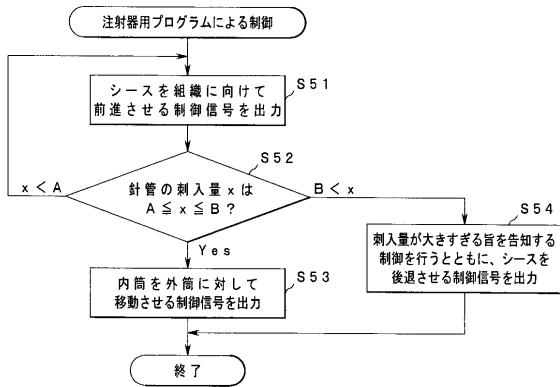 注射器用プログラムによる制御
シースを組織に向けて
前進させる制御信号を出力
S51
S52
x<A
針管の刺入量xは
A≦x≦B?
B<x
Yes
S54
刺入量が大きすぎる旨を告知する
制御を行うとともに、シースを
後退させる制御信号を出力
S53
内筒を外筒に対して
移動させる制御信号を出力
終了